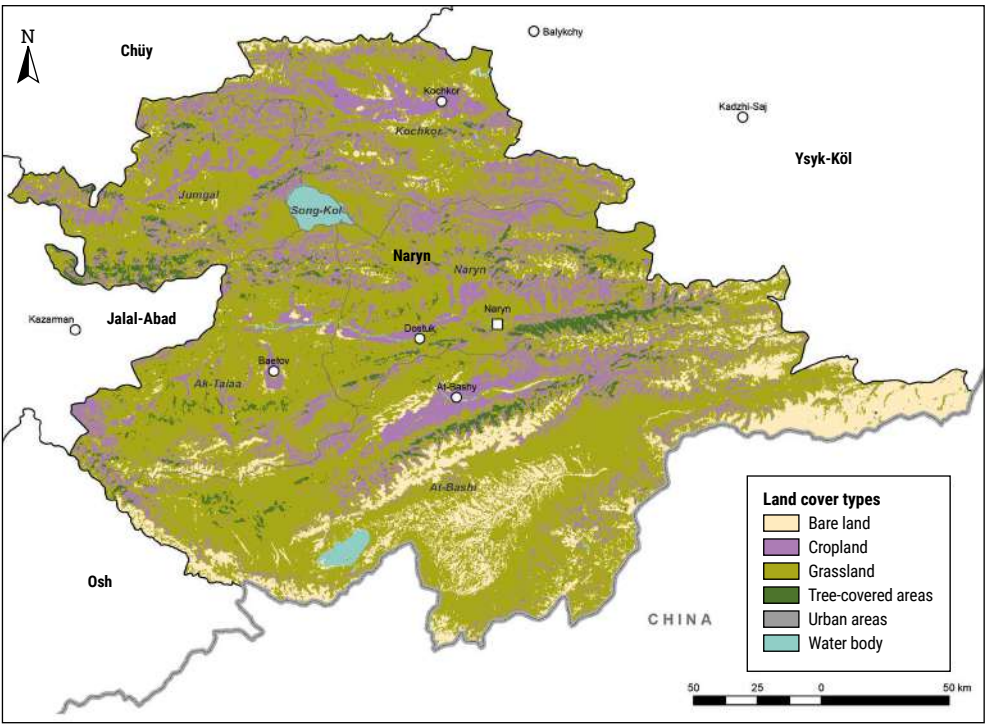 N
Chüy
Balykchy
Kochkor
Kadzhi-Saj
Kochkor
Ysyk-Köl
Jumgal
Song-Kol
Naryn
Naryn
Naryn
Kazarman
Jalal-Abad
Dostuk
Baetov
Ak-Talaa
At-Bashy
At-Bashi
Osh
CHINA
Land cover types
Bare land
Cropland
Grassland
Tree-covered areas
Urban areas
Water body
50 25 0 50 km